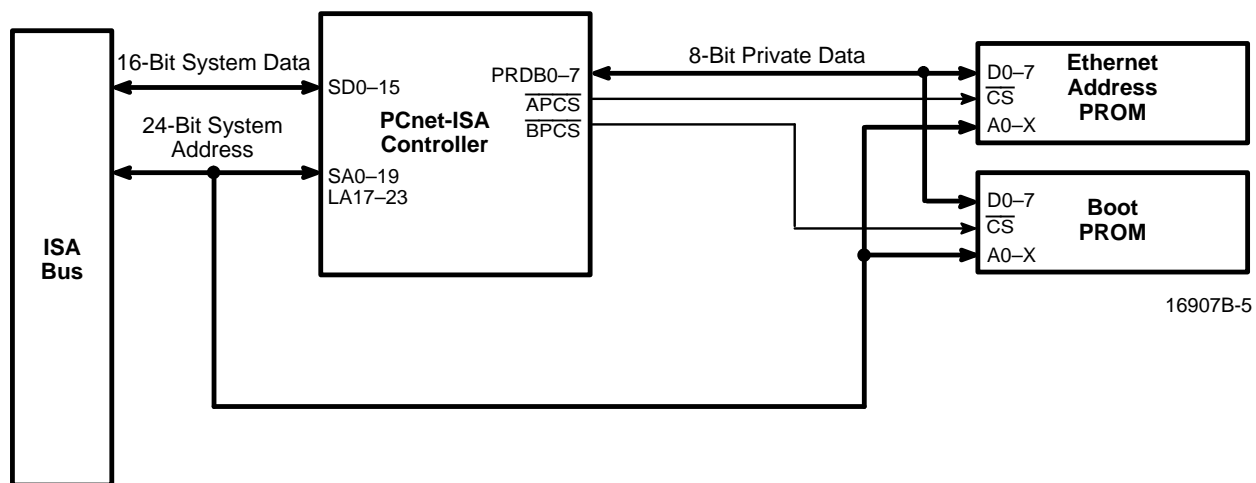 16-Bit System Data
24-Bit System
Address
ISA
Bus
SD0–15
PCnet-ISA
Controller
SA0–19
LA17–23
PRDB0–7
APCS
BPCS
8-Bit Private Data
D0–7
CS
A0–X
Ethernet
Address
PROM
D0–7
CS
A0–X
Boot
PROM
16907B-5